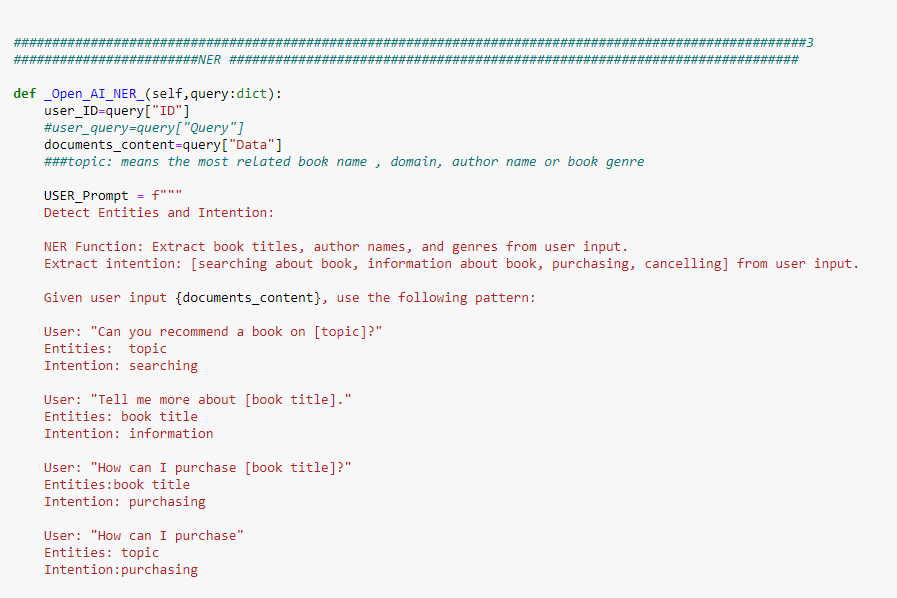 #######################################################################################################3
########################NER ##########################################################################
def _Open_AI_NER_(self,query:dict):
user_ID=query["ID"]
#user_query=query["Query"]
documents_content=query["Data"]
###topic: means the most related book name , domain, author name or book genre
USER_Prompt = f"""
Detect Entities and Intention:
NER Function: Extract book titles, author names, and genres from user input.
Extract intention: [searching about book, information about book, purchasing, cancelling] from user input.
Given user input {documents_content}, use the following pattern:
User: "Can you recommend a book on [topic]?"
Entities:  topic
Intention: searching
User: "Tell me more about [book title]."
Entities: book title
Intention: information
User: "How can I purchase [book title]?"
Entities:book title
Intention: purchasing
User: "How can I purchase"
Entities: topic
Intention:purchasing